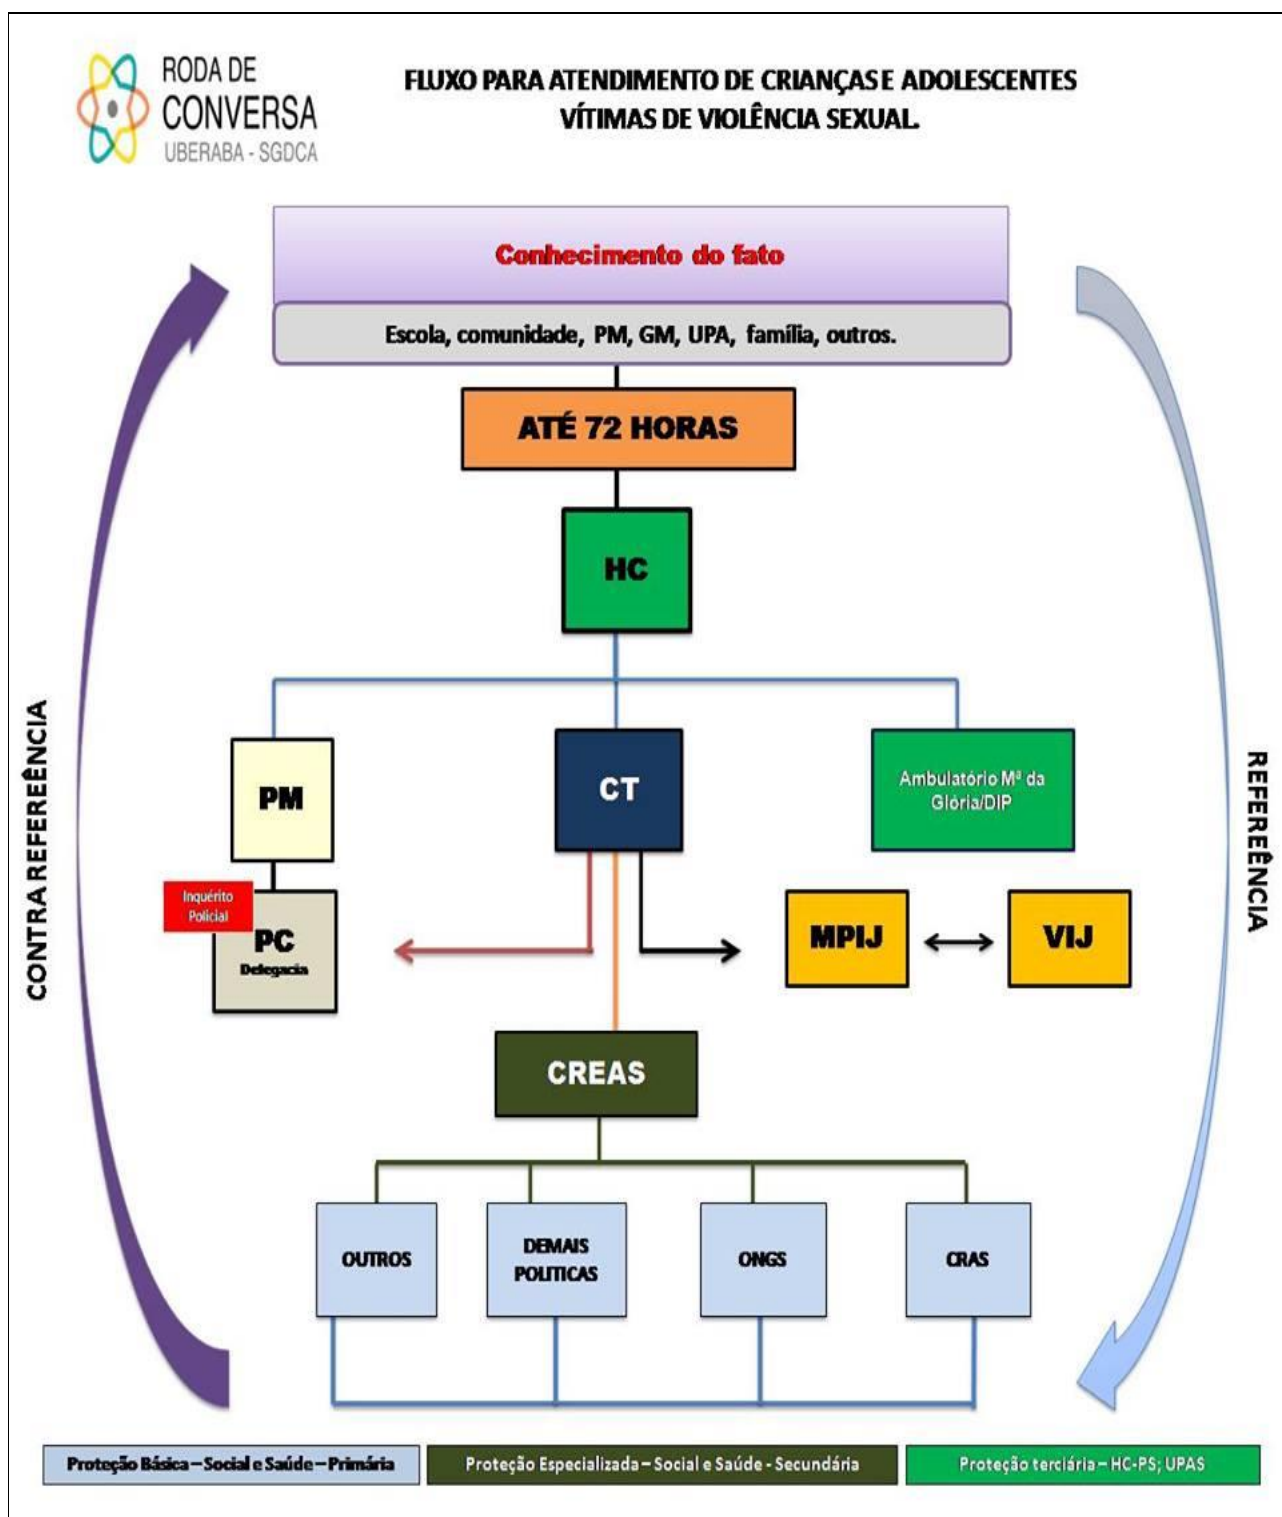 RODA DE
CONVERSA
UBERABA - SGDCA
FLUXO PARA ATENDIMENTO DE CRIANÇAS E ADOLESCENTES
VÍTIMAS DE VIOLÊNCIA SEXUAL.
Conhecimento do fato
Escola, comunidade, PM, GM, UPA, família, outros.
ATÉ 72 HORAS
HC
CONTRA REFEREÊNCIA
REFEREÊNCIA
PM
CT
Ambulatório Mª da
Glória/DIP
Inquérito
Policial
PC
Delegacia
MPIJ
VIJ
CREAS
OUTROS
DEMAIS
POLITICAS
ONGS
CRAS
Proteção Básica – Social e Saúde – Primária
Proteção Especializada – Social e Saúde - Secundária
Proteção terciária – HC-PS; UPAS